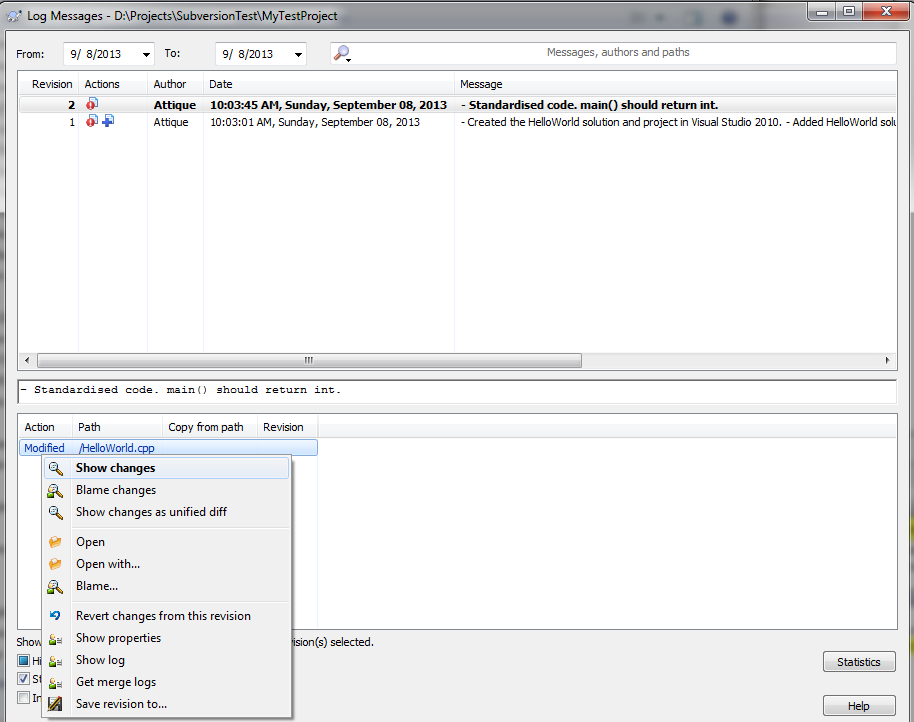 Log Messages - D:\Projects\SubversionTest\MyTestProject
From: 9/ 8/2013 To: 9/ 8/2013 Messages, authors and paths
Revision Actions Author Date Message
2 Attique 10:03:45 AM, Sunday, September 08, 2013 - Standardised code. main() should return int.
1 Attique 10:03:01 AM, Sunday, September 08, 2013 - Created the HelloWorld solution and project in Visual Studio 2010. - Added HelloWorld solu
- Standardised code. main() should return int.
Action Path Copy from path Revision
Modified /HelloWorld.cpp
Show changes
Blame changes
Show changes as unified diff
Open
Open with...
Blame...
Revert changes from this revision
Show properties
Show log
Get merge logs
Save revision to...
Show
ision(s) selected.
Hi
St
In
Statistics
Help